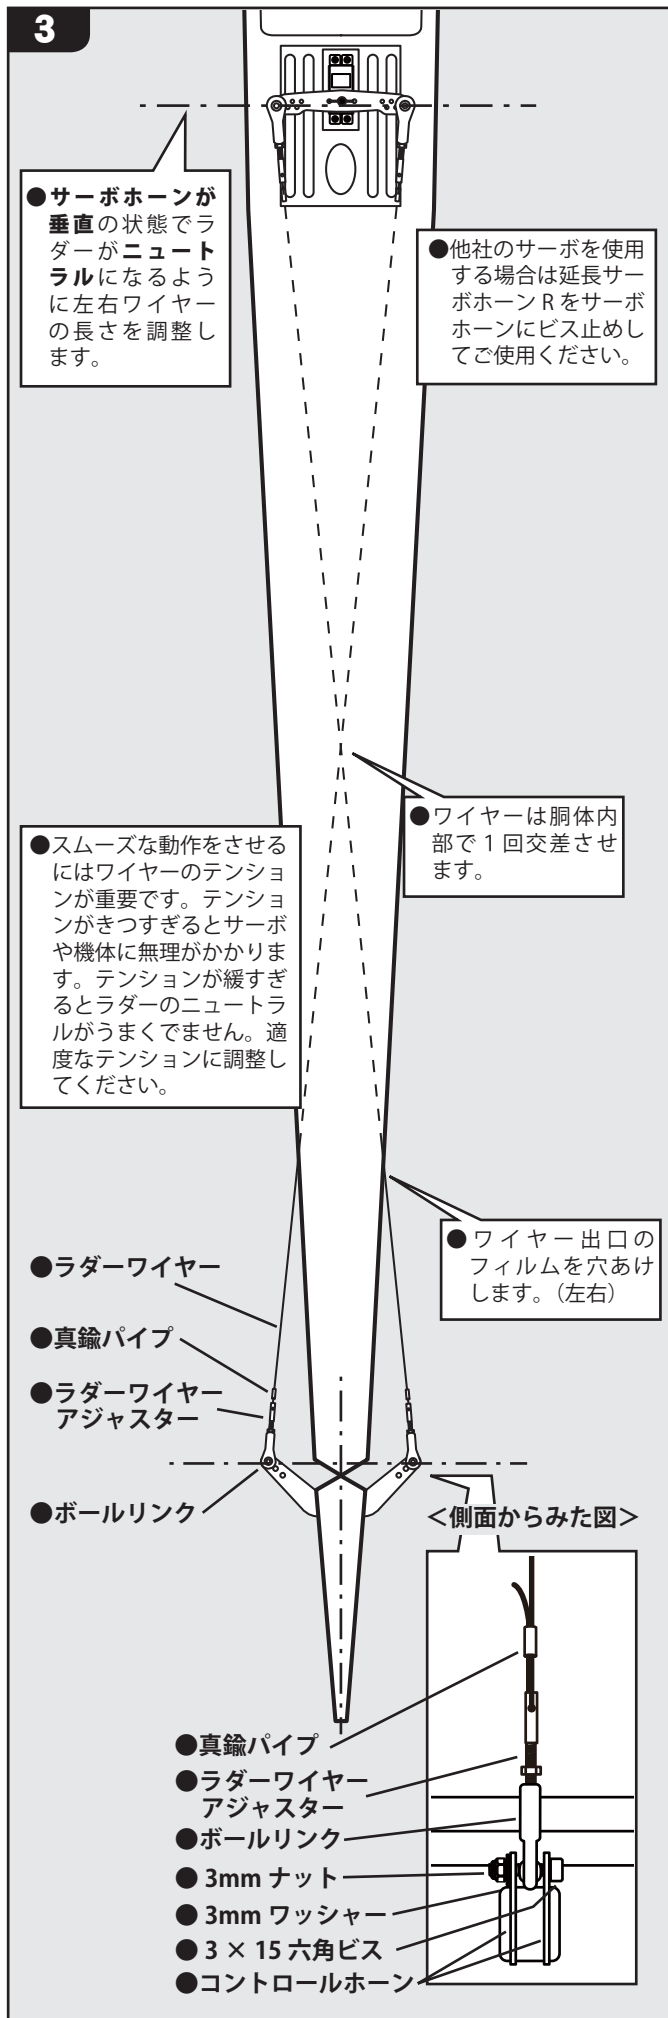 3
●サーボホーンが
垂直の状態でラ
ダーがニュート
ラルになるよう
に左右ワイヤー
の長さを調整し
ます。
●他社のサーボを使用
する場合は延長サー
ボホーン R をサーボ
ホーンにビス止めし
てご使用ください。
●ワイヤーは胴体内
部で 1 回交差させ
ます。
●スムーズな動作をさせる
にはワイヤーのテンショ
ンが重要です。テンショ
ンがきつすぎるとサーボ
や機体に無理がかかりま
す。テンションが緩すぎ
るとラダーのニュートラ
ルがうまくでません。適
度なテンションに調整し
てください。
●ワイヤー出口の
フィルムを穴あけ
します。（左右）
●ラダーワイヤー
●真鍮パイプ
●ラダーワイヤー
アジャスター
●ボールリンク
＜側面からみた図＞
●真鍮パイプ
●ラダーワイヤー
アジャスター
●ボールリンク
● 3mm ナット
● 3mm ワッシャー
● 3 × 15 六角ビス
●コントロールホーン